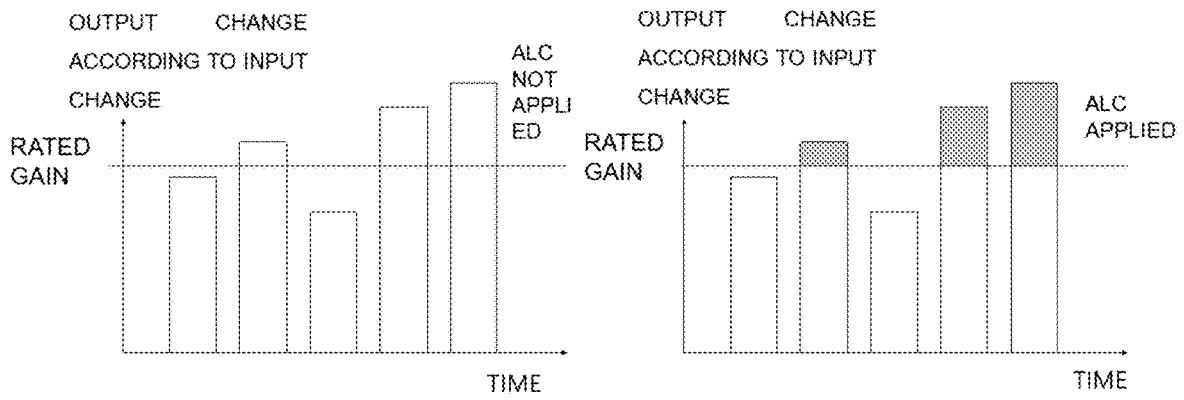 OUTPUT CHANGE
ACCORDING TO INPUT
CHANGE
ALC
NOT
APPLI
ED
RATED
GAIN
TIME
OUTPUT CHANGE
ACCORDING TO INPUT
CHANGE
ALC
APPLIED
RATED
GAIN
TIME